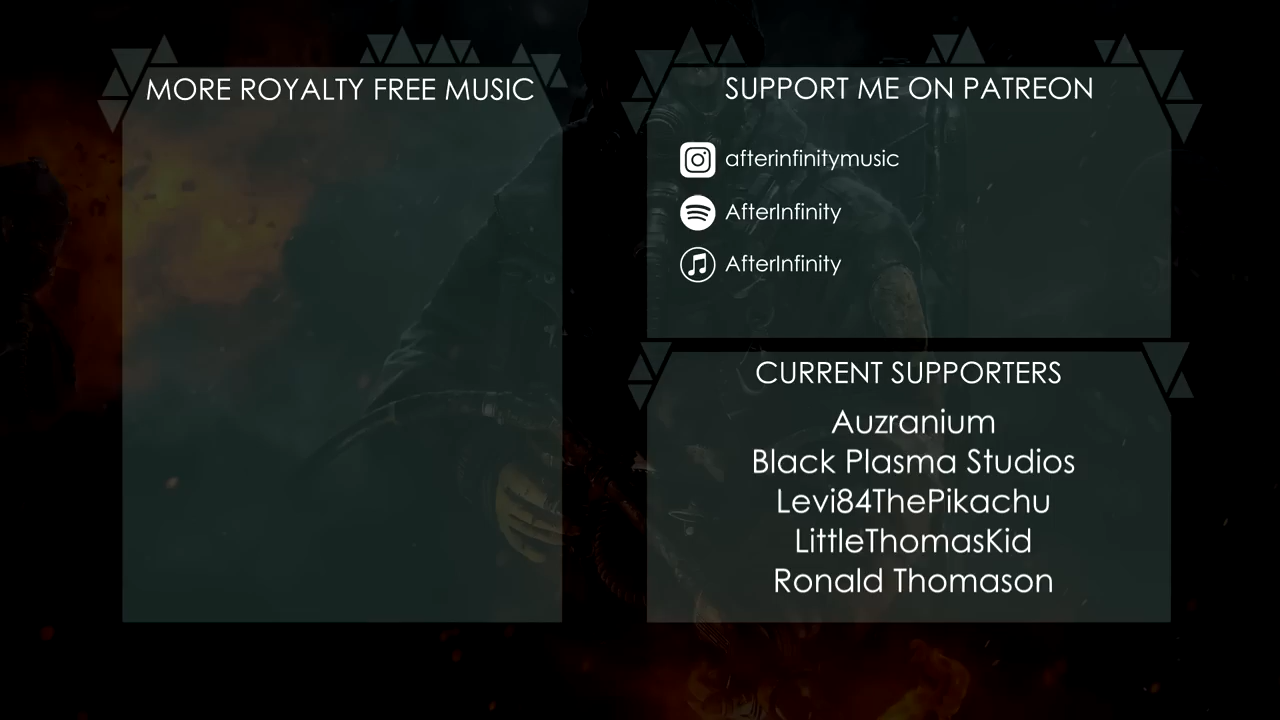 MORE ROYALTY FREE MUSIC
SUPPORT ME ON PATREON
afterinfinitymusic
AfterInfinity
AfterInfinity
CURRENT SUPPORTERS
Auzranium
Black Plasma Studios
Levi84ThePikachu
LittleThomasKid
Ronald Thomason